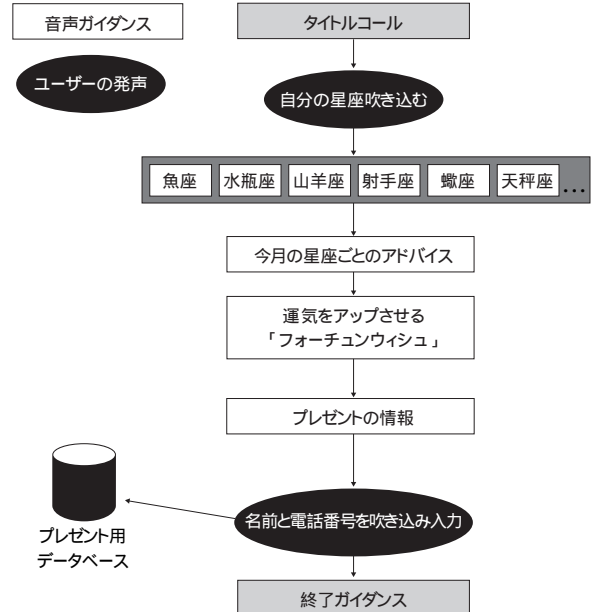 音声ガイダンス
タイトルコール
ユーザーの発声
自分の星座吹き込む
魚座 水瓶座 山羊座 射手座 蠍座 天秤座 ...
今月の星座ごとのアドバイス
運気をアップさせる
「フォーチュンウィシュ」
プレゼントの情報
名前と電話番号を吹き込み入力
プレゼント用
データベース
終了ガイダンス